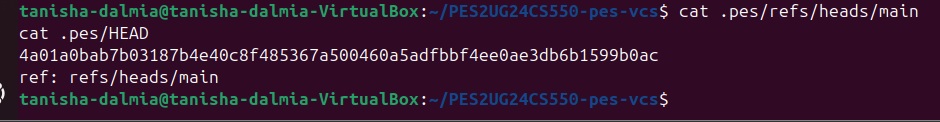 tanisha-dalmia@tanisha-dalmia-VirtualBox:~/PES2UG24CS550-pes-vcs$ cat .pes/refs/heads/main
cat .pes/HEAD
4a01a0bab7b03187b4e40c8f485367a500460a5adfbbf4ee0ae3db6b1599b0ac
ref: refs/heads/main
tanisha-dalmia@tanisha-dalmia-VirtualBox:~/PES2UG24CS550-pes-vcs$